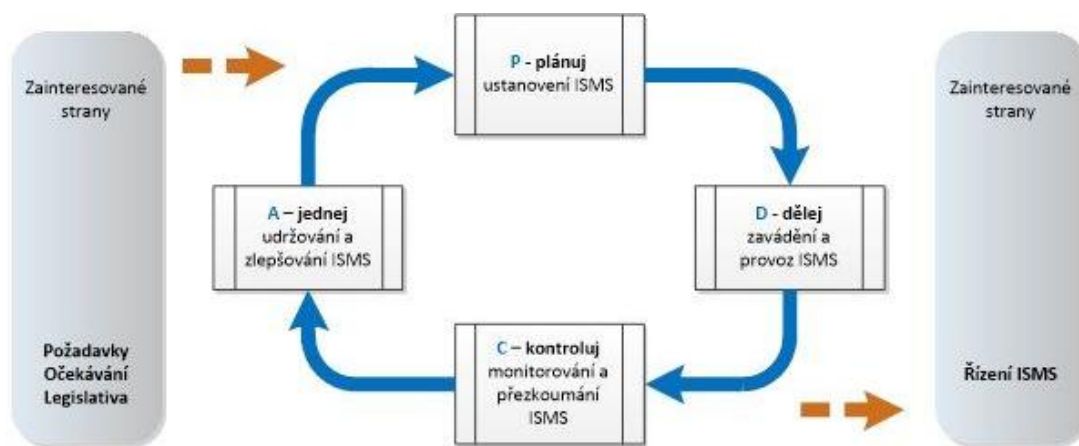 Zainteresované
strany
Požadavky
Očekávání
Legislativa
P - plánuj
ustanovení ISMS
A – jednej
udržování a
zlepšování ISMS
D - dělej
zavádění a
provoz ISMS
C – kontroluj
monitorování a
přezkoumání
ISMS
Zainteresované
strany
Řízení ISMS